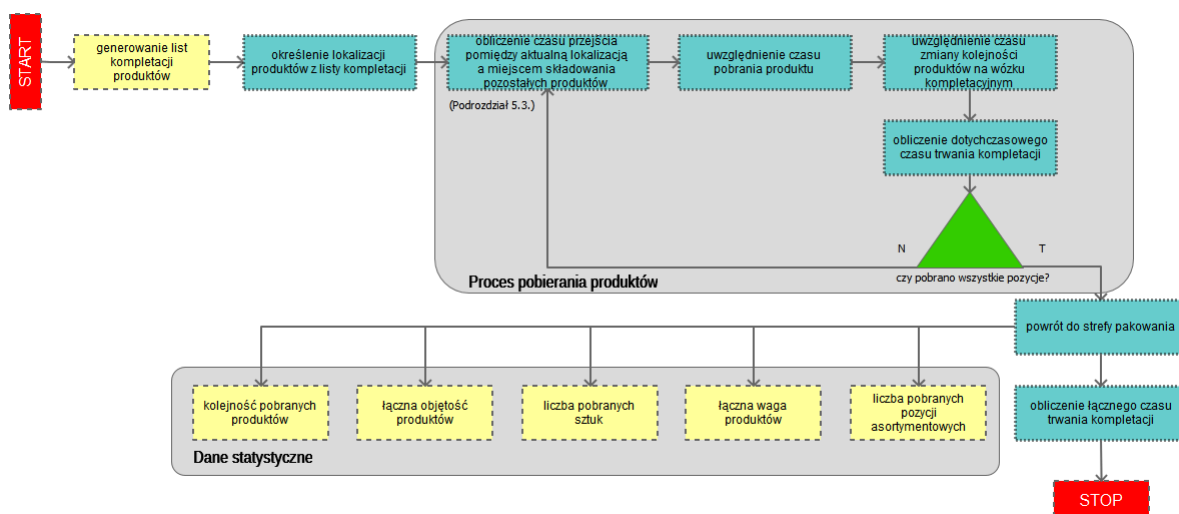 START
generowanie list
kompletacji
produktów
określenie lokalizacji
produktów z listy kompletacji
obliczenie czasu przejścia
pomiędzy aktualną lokalizacją
a miejscem składowania
pozostałych produktów
(Podrozdział 5.3.)
uwzględnienie czasu
pobrania produktu
uwzględnienie czasu
zmiany kolejności
produktów na wózku
kompletacyjnym
obliczenie dotychczasowego
czasu trwania kompletacji
N
T
czy pobrano wszystkie pozycje?
Proces pobierania produktów
powrót do strefy pakowania
kolejność pobranych
produktów
łączna objętość
produktów
liczba pobranych
sztuk
łączna waga
produktów
liczba pobranych
pozycji
asortymentowych
Dane statystyczne
obliczenie łącznego czasu
trwania kompletacji
STOP